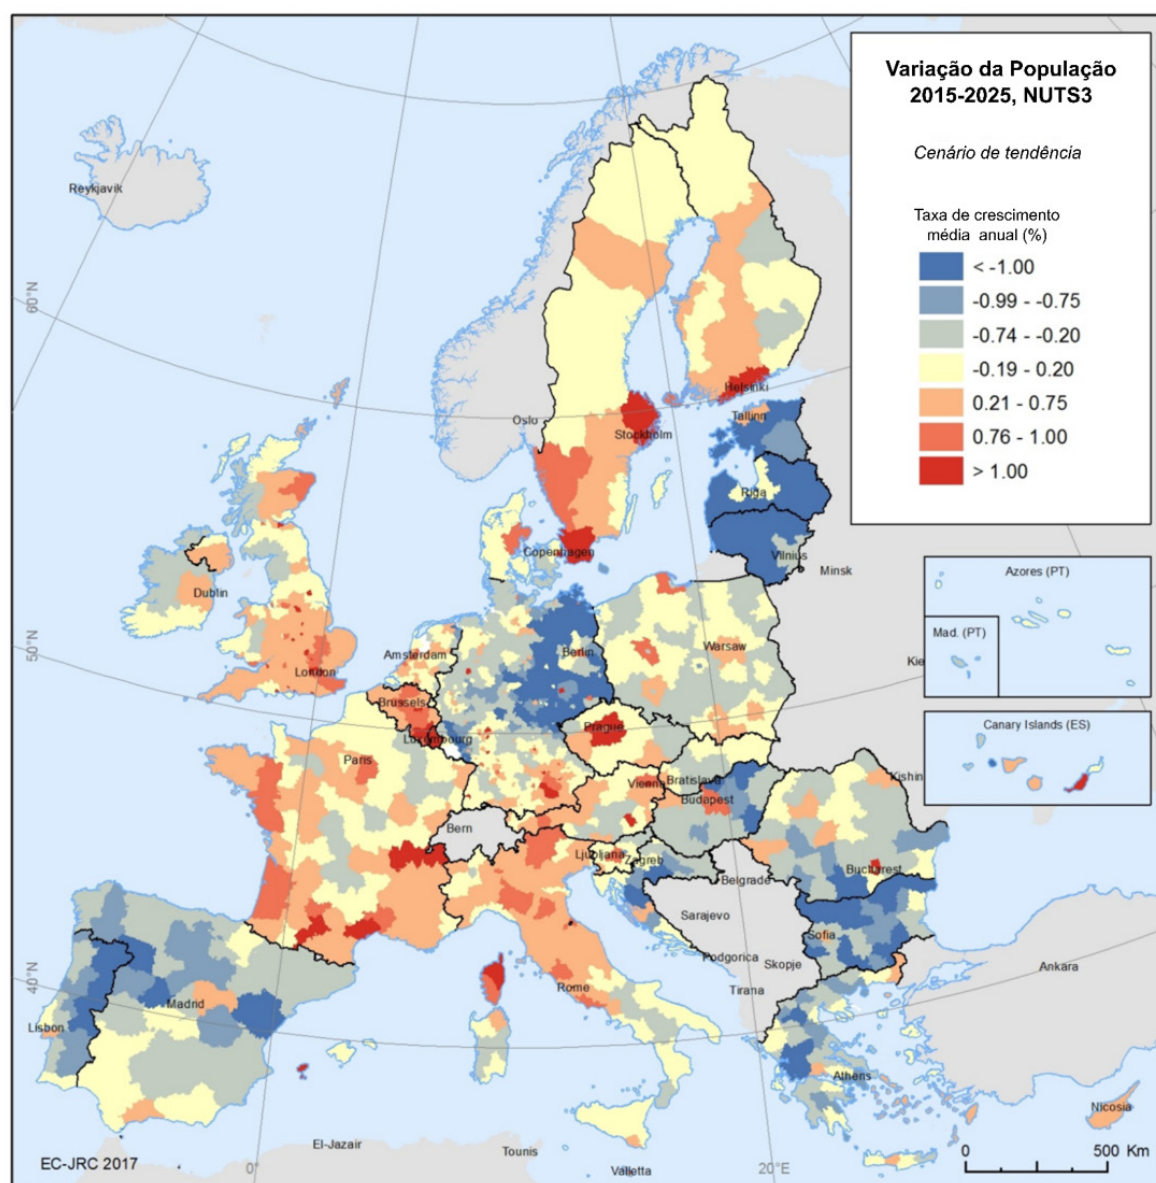 Variação da População
2015-2025, NUTS3
Cenário de tendência
Taxa de crescimento
média anual (%)
< -1.00
-0.99 - -0.75
-0.74 - -0.20
-0.19 - 0.20
0.21 - 0.75
0.76 - 1.00
> 1.00
Reykjavik
60°N
Helsinki
Tallinn
Oslo
Stockholm
Riga
Copenhagen
Vilnius
Minsk
Azores (PT)
Dublin
Mad. (PT)
50°N
Amsterdam
Berlin
Warsaw
Kie
London
Brussels
Prague
Canary Islands (ES)
Luxembourg
Paris
Vienna
Bratislava
Kishin
Budapest
Bern
Ljubljana
Zagreb
Bucharest
Belgrade
Sarajevo
Sofia
Podgorica
Skopje
Ankara
40°N
Madrid
Rome
Tirana
Lisbon
Athens
Nicosia
El-Jazair
Tounis
0
500 Km
EC-JRC 2017
0°
Valletta
20°E